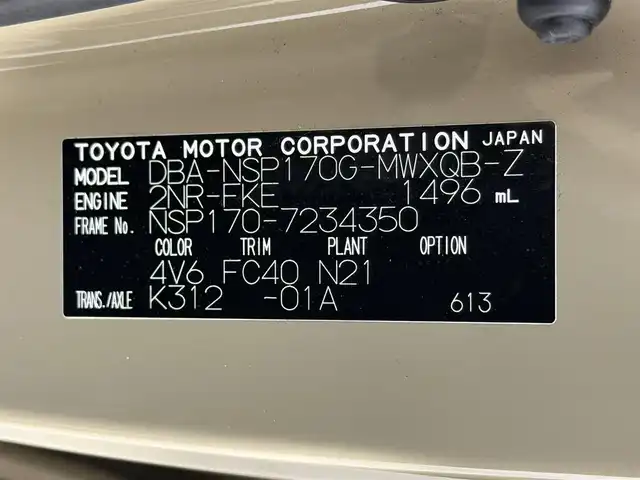 TOYOTA MOTOR CORPORATION JAPAN
MODEL DBA-NSP170G-MWXQB-Z
ENGINE 2NR-FKE 1496 mL
FRAME No. NSP170-7234350
COLOR TRIM PLANT OPTION
4V6 FC40 N21
TRANS./AXLE K312 -01A 613